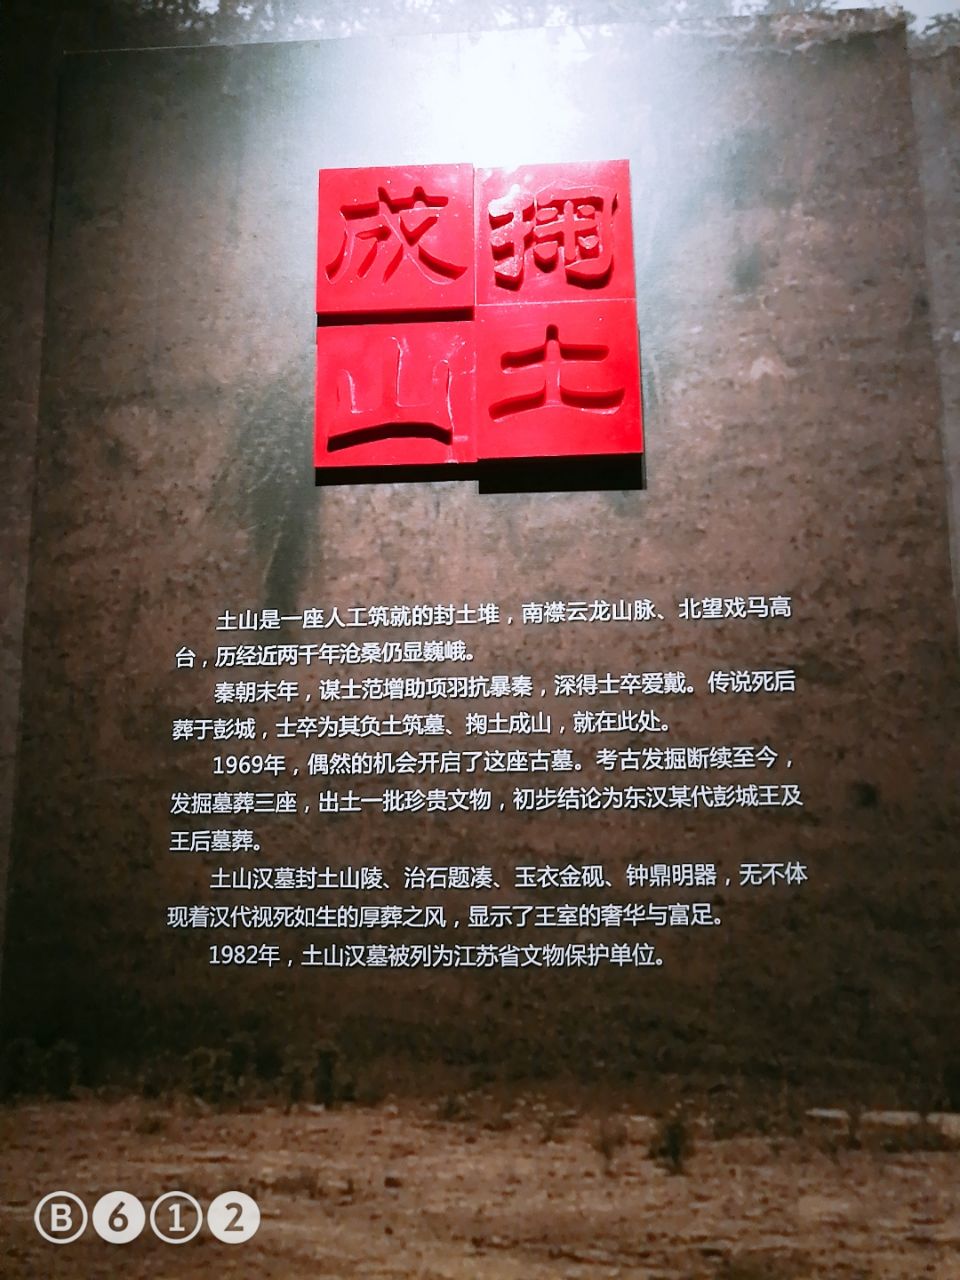 掬土
成山
土山是一座人工筑就的封土堆，南襟云龙山脉、北望戏马高
台，历经近两千年沧桑仍显巍峨。
秦朝末年，谋士范增助项羽抗暴秦，深得士卒爱戴。传说死后
葬于彭城，士卒为其负土筑墓、掬土成山，就在此处。
1969年，偶然的机会开启了这座古墓。考古发掘断续至今，
发掘墓葬三座，出土一批珍贵文物，初步结论为东汉某代彭城王及
王后墓葬。
土山汉墓封土山陵、治石题凑、玉衣金砚、钟鼎明器，无不体
现着汉代视死如生的厚葬之风，显示了王室的奢华与富足。
1982年，土山汉墓被列为江苏省文物保护单位。
B612